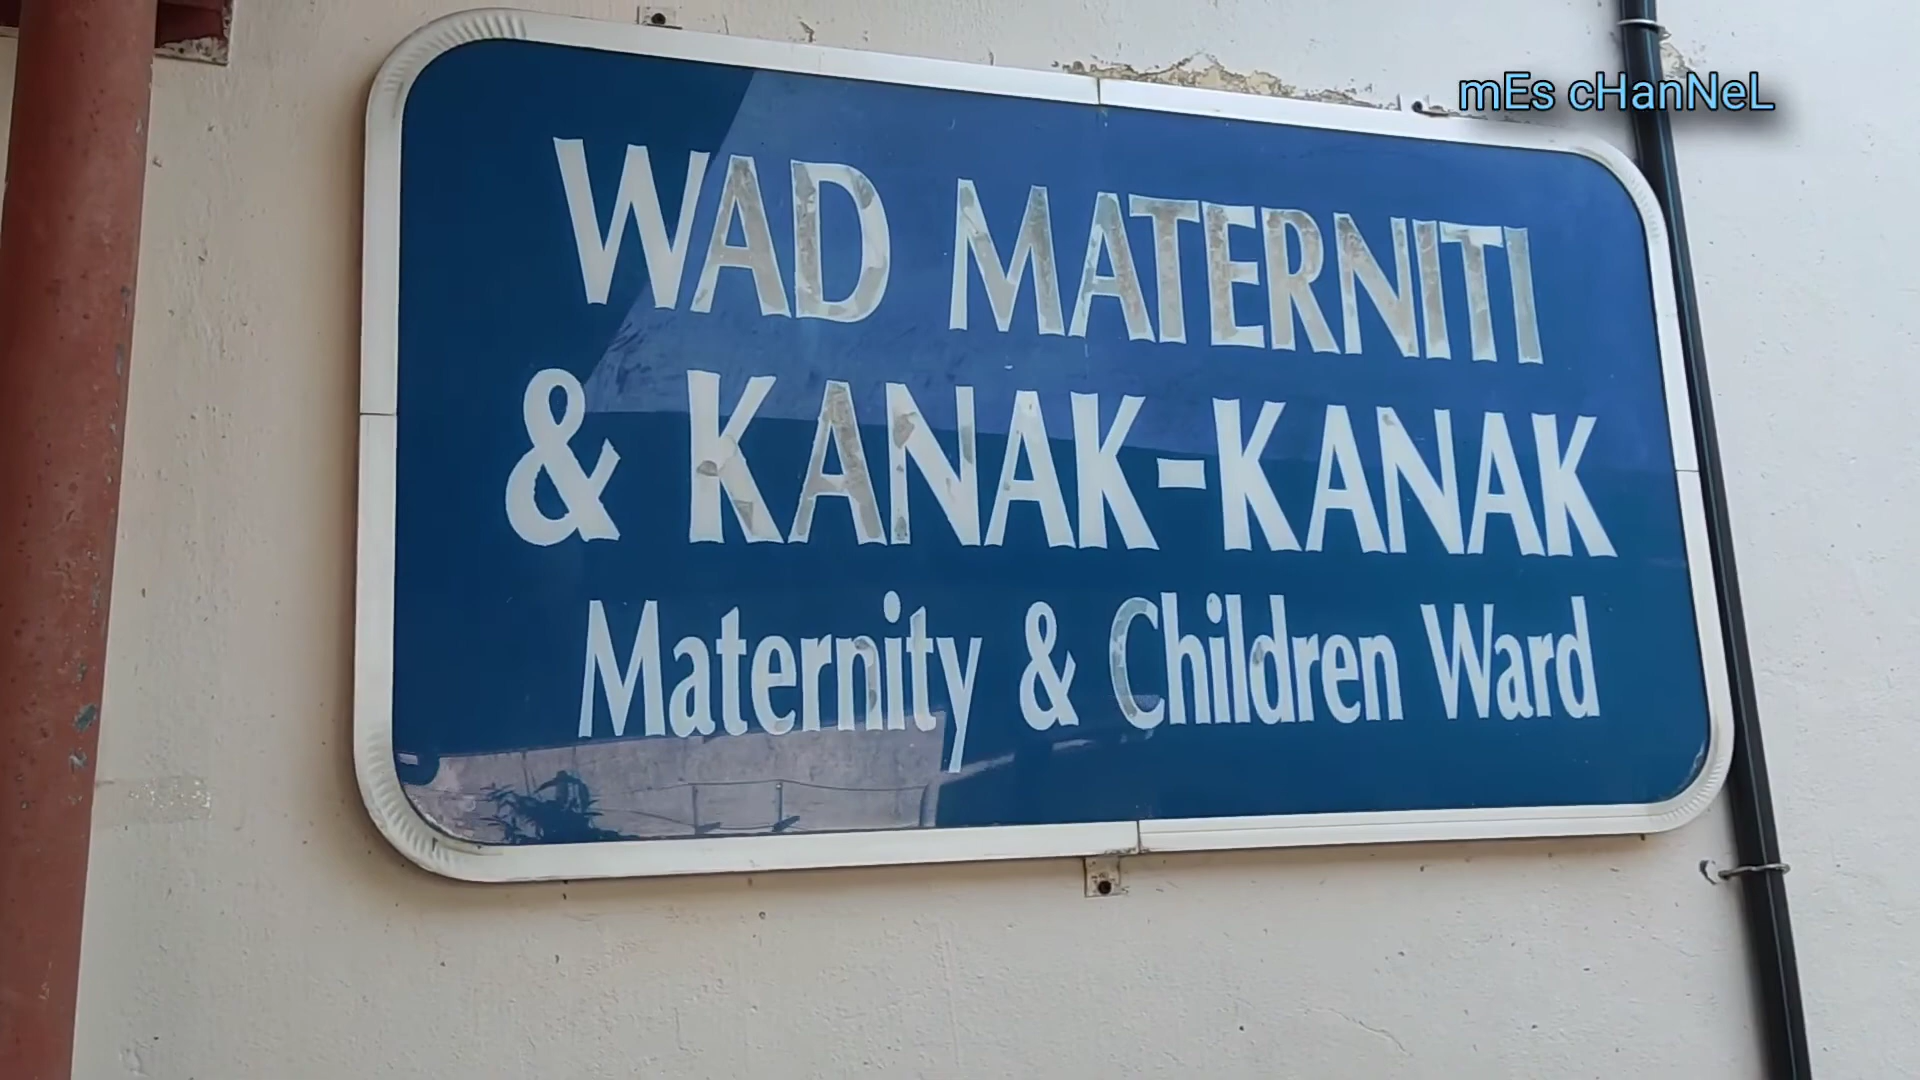 mEs cHanNeL
WAD MATERNITI
& KANAK-KANAK
Maternity & Children Ward